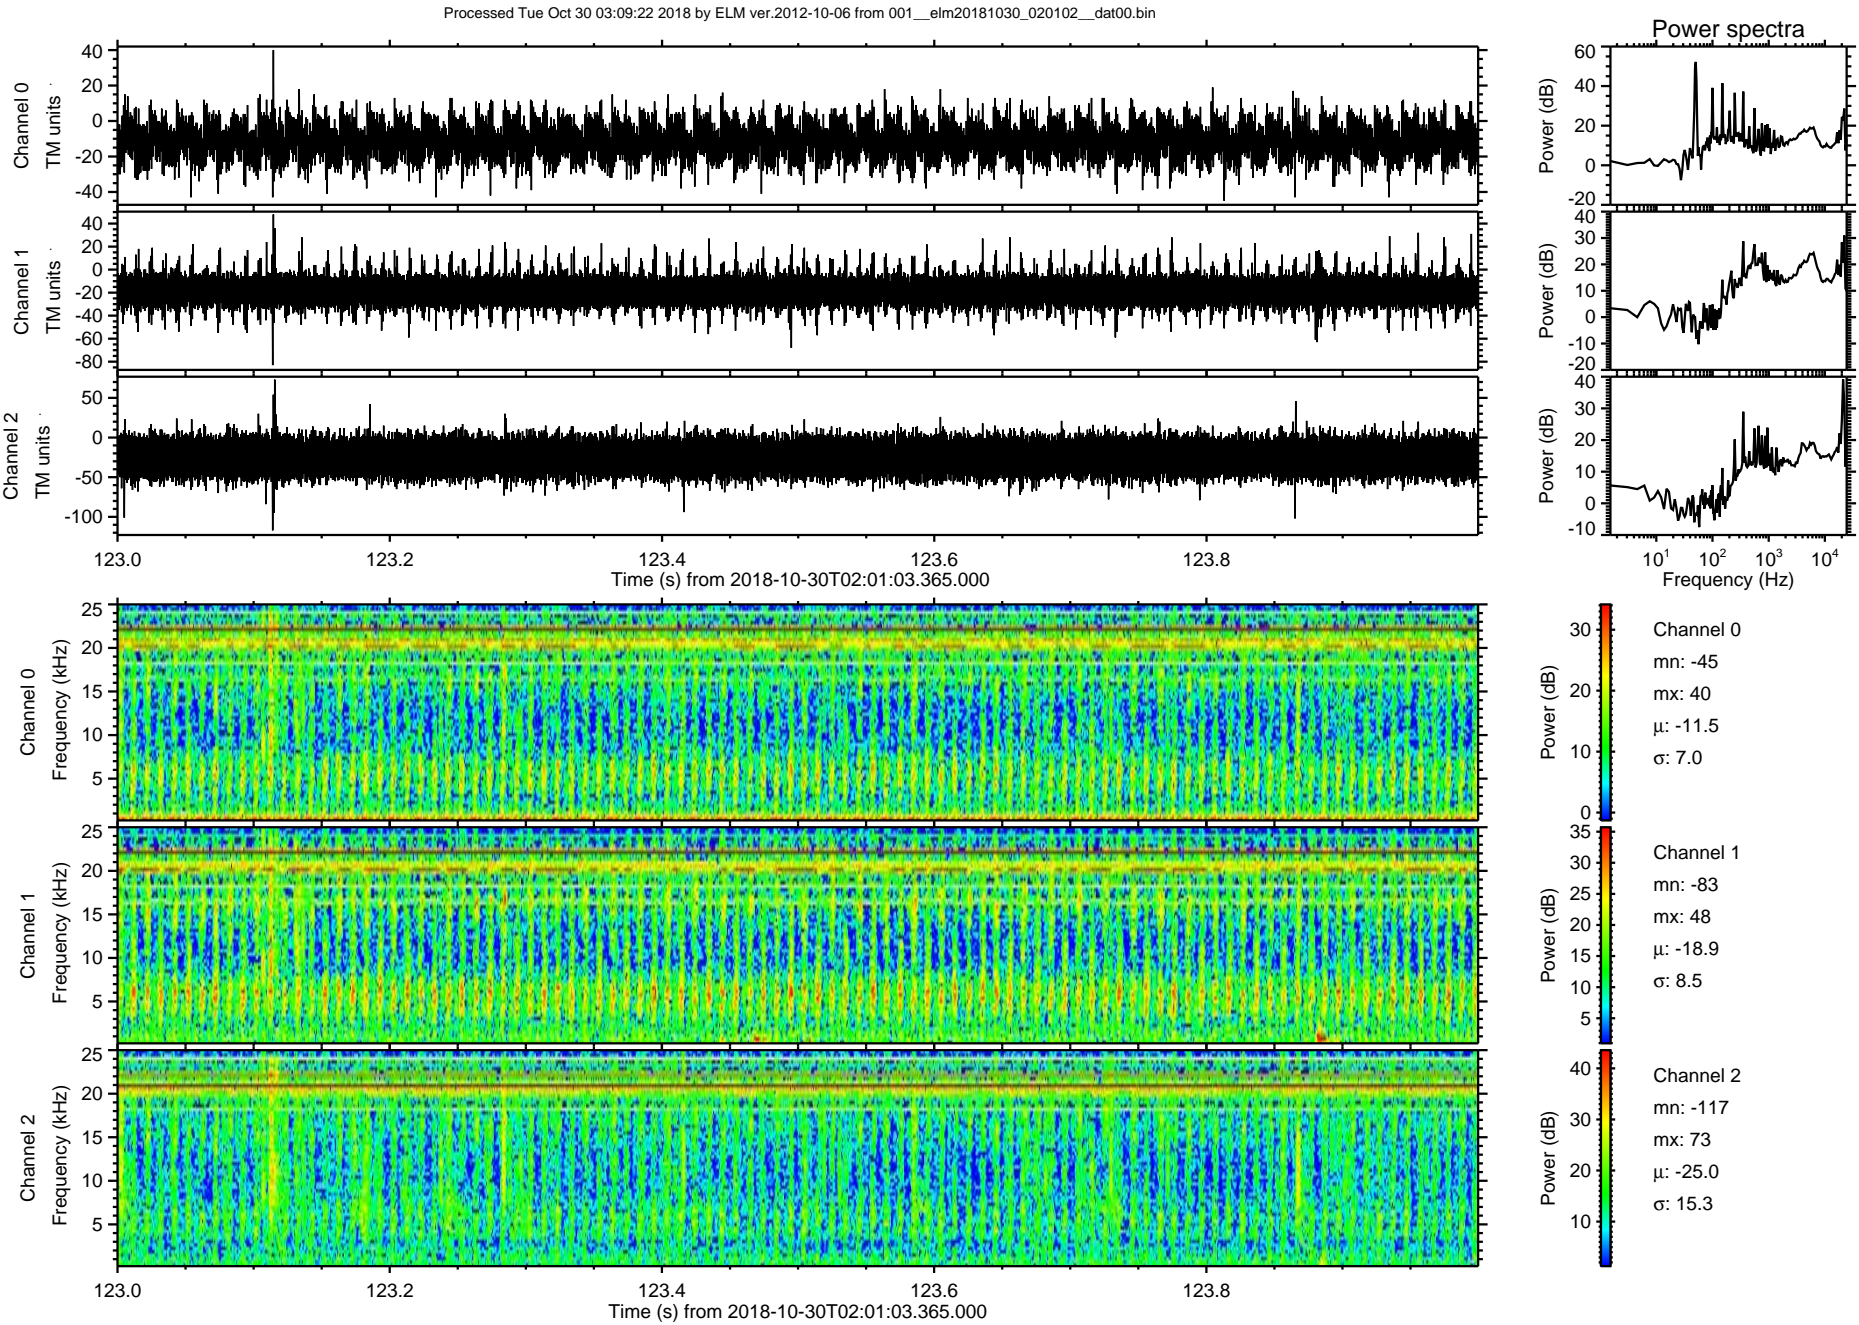 Processed Tue Oct 30 03:09:22 2018 by ELM ver.2012-10-06 from 001__elm20181030_020102__dat00.bin
Power spectra
Channel 0
TM units
40
20
0
-20
-40
Power (dB)
60
40
20
0
-20
Channel 1
TM units
40
20
0
-20
-40
-60
-80
Power (dB)
40
30
20
10
0
-10
-20
Channel 2
TM units
50
0
-50
-100
Power (dB)
40
30
20
10
0
-10
123.0 123.2 123.4 123.6 123.8
Time (s) from 2018-10-30T02:01:03.365.000
10¹ 10² 10³ 10⁴
Frequency (Hz)
Channel 0
Frequency (kHz)
25
20
15
10
5
Power (dB)
30
20
10
0
Channel 0
mn: -45
mx: 40
μ: -11.5
σ: 7.0
Channel 1
Frequency (kHz)
25
20
15
10
5
Power (dB)
35
30
25
20
15
10
5
Channel 1
mn: -83
mx: 48
μ: -18.9
σ: 8.5
Channel 2
Frequency (kHz)
25
20
15
10
5
Power (dB)
40
30
20
10
Channel 2
mn: -117
mx: 73
μ: -25.0
σ: 15.3
123.0 123.2 123.4 123.6 123.8
Time (s) from 2018-10-30T02:01:03.365.000